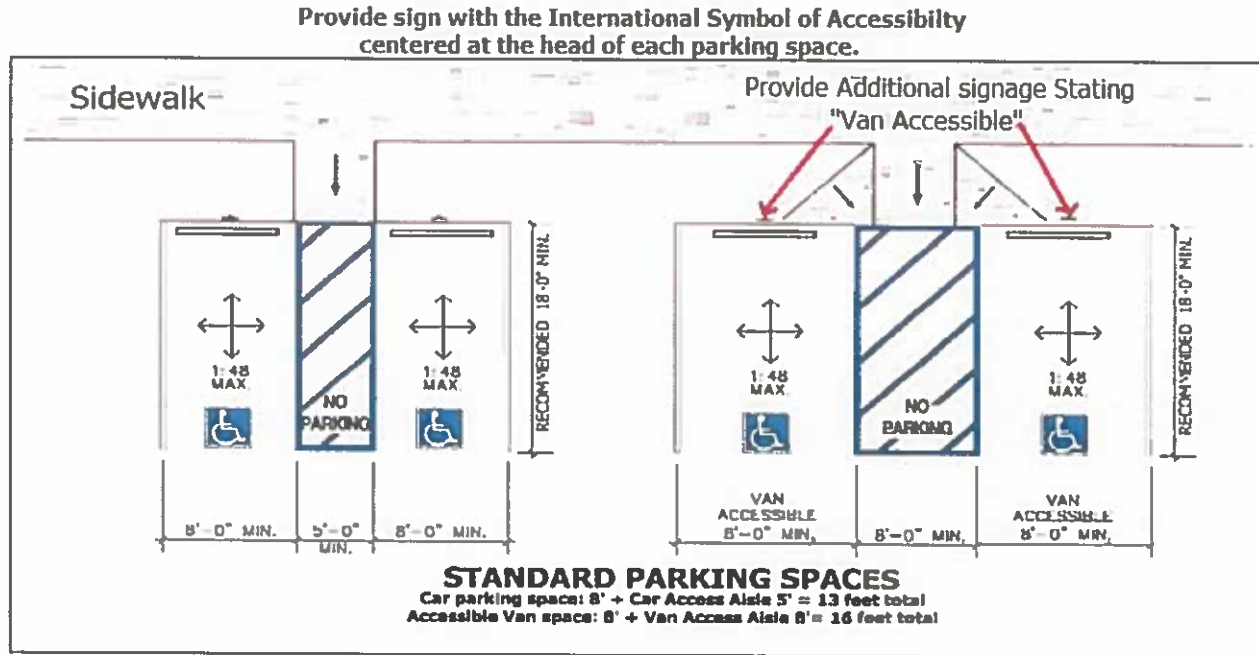 Provide sign with the International Symbol of Accessibilty
centered at the head of each parking space.
Sidewalk
Provide Additional signage Stating
"Van Accessible"
RECOMMENDED 18'-0" MIN.
RECOMMENDED 18'-0" MIN.
1:48
MAX.
1:48
MAX.
1:48
MAX.
1:48
MAX.
NO
PARKING
NO
PARKING
8'-0" MIN.
5'-0"
MIN.
8'-0" MIN.
VAN
ACCESSIBLE
8'-0" MIN.
8'-0" MIN.
VAN
ACCESSIBLE
8'-0" MIN.
STANDARD PARKING SPACES
Car parking space: 8' + Car Access Aisle 5' = 13 feet total
Accessible Van space: 8' + Van Access Aisle 8'= 16 feet total